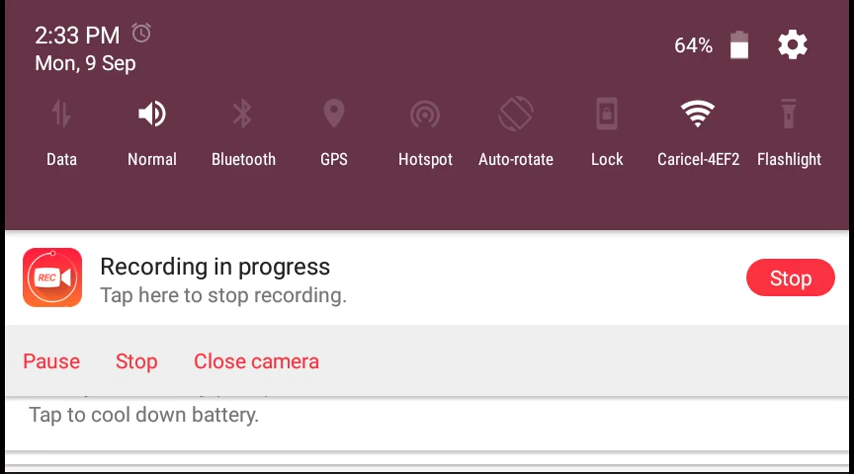 2:33 PM
64%
Mon, 9 Sep
Data Normal Bluetooth GPS Hotspot Auto-rotate Lock Caricel-4EF2 Flashlight
REC
Recording in progress
Tap here to stop recording.
Stop
Pause Stop Close camera
Tap to cool down battery.